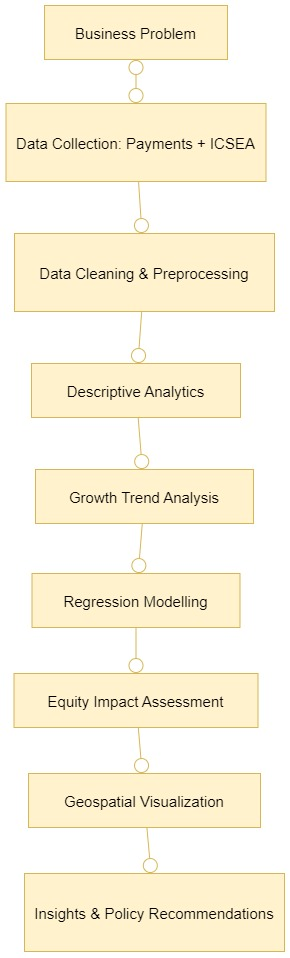 Business Problem
Data Collection: Payments + ICSEA
Data Cleaning & Preprocessing
Descriptive Analytics
Growth Trend Analysis
Regression Modelling
Equity Impact Assessment
Geospatial Visualization
Insights & Policy Recommendations